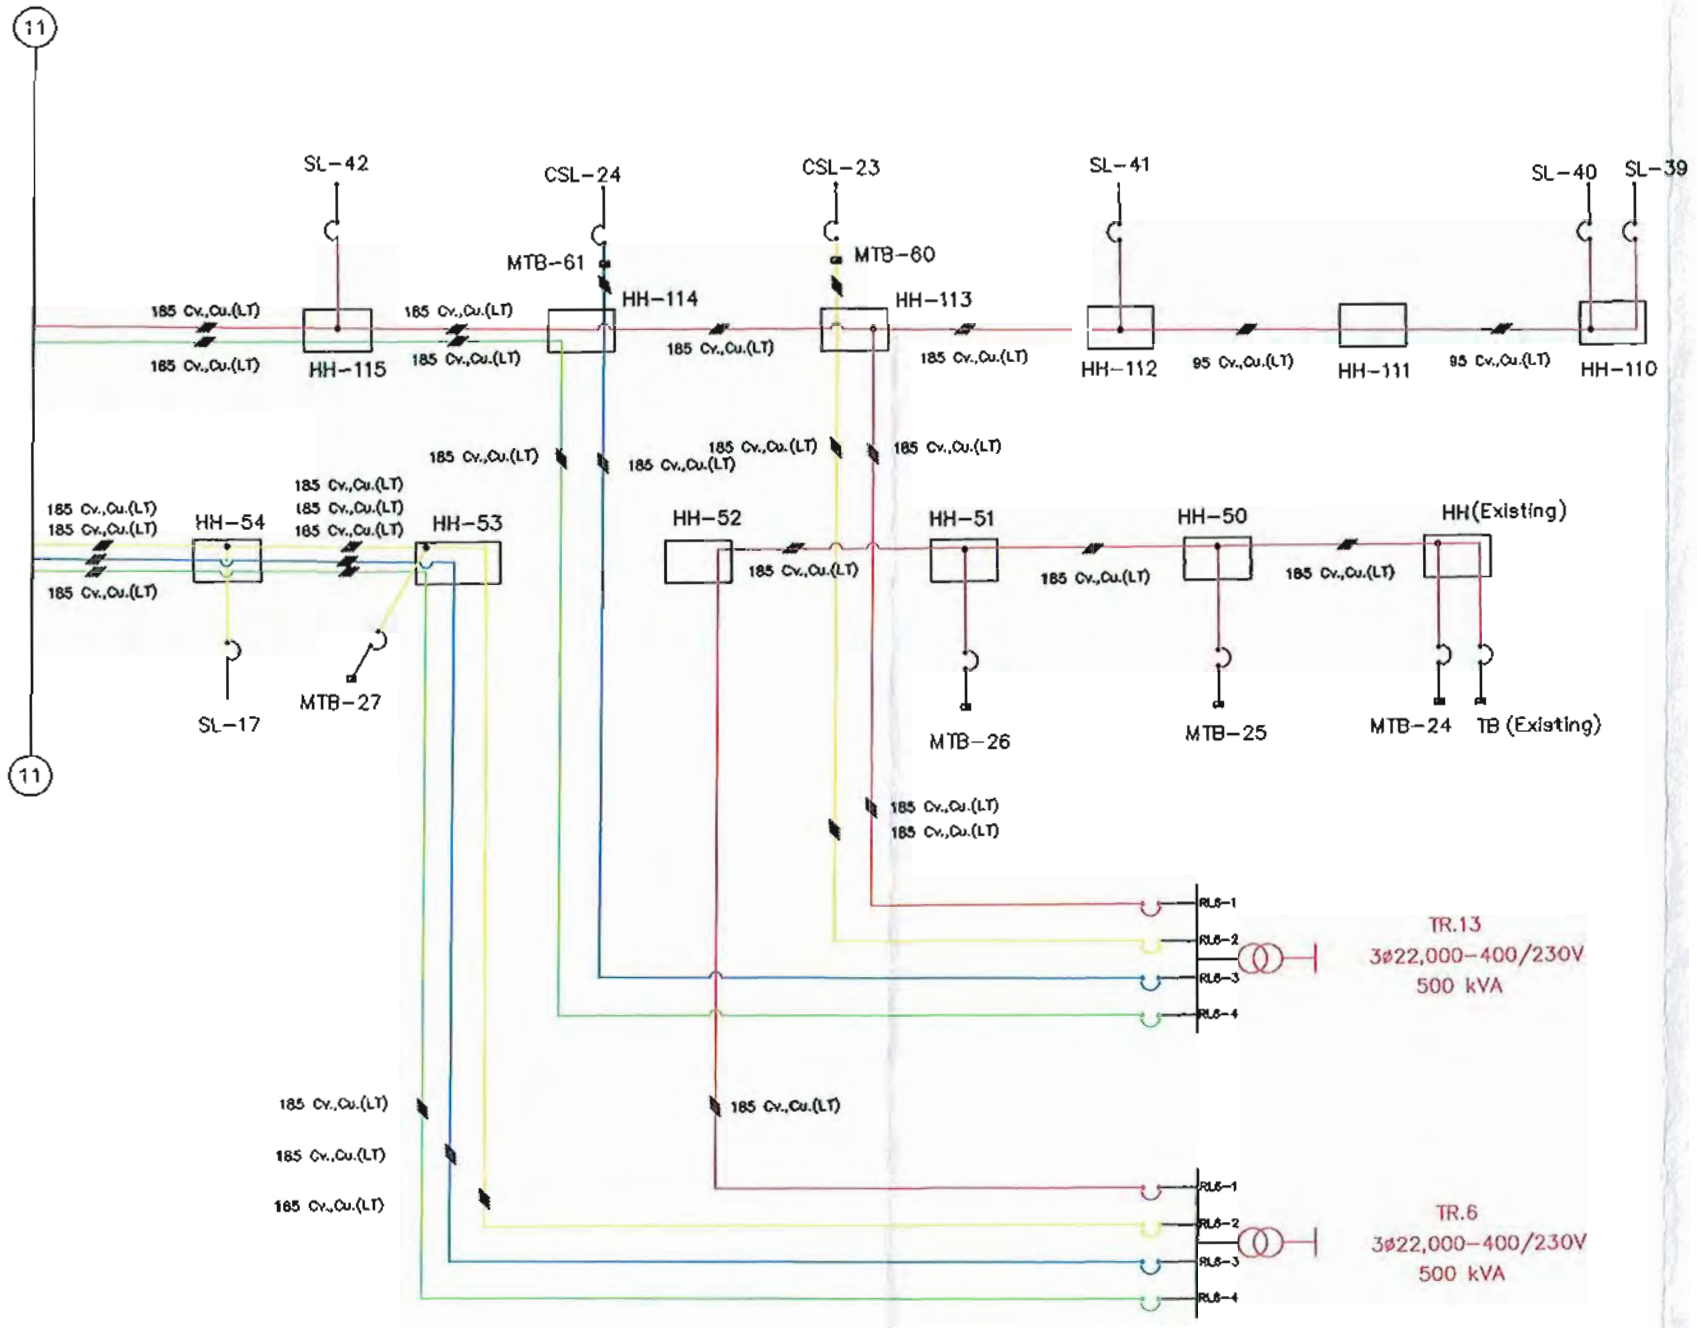 11
SL-42
CSL-24
CSL-23
SL-41
SL-40
SL-39
MTB-61
MTB-60
HH-114
HH-113
185 Cv.,Cu.(LT)
185 Cv.,Cu.(LT)
185 Cv.,Cu.(LT)
185 Cv.,Cu.(LT)
185 Cv.,Cu.(LT)
185 Cv.,Cu.(LT)
95 Cv.,Cu.(LT)
95 Cv.,Cu.(LT)
HH-115
HH-112
HH-111
HH-110
185 Cv.,Cu.(LT)
185 Cv.,Cu.(LT)
185 Cv.,Cu.(LT)
185 Cv.,Cu.(LT)
185 Cv.,Cu.(LT)
185 Cv.,Cu.(LT)
185 Cv.,Cu.(LT)
185 Cv.,Cu.(LT)
185 Cv.,Cu.(LT)
HH-54
HH-53
HH-52
HH-51
HH-50
HH(Existing)
185 Cv.,Cu.(LT)
185 Cv.,Cu.(LT)
185 Cv.,Cu.(LT)
185 Cv.,Cu.(LT)
SL-17
MTB-27
MTB-26
MTB-25
MTB-24
TB (Existing)
11
185 Cv.,Cu.(LT)
185 Cv.,Cu.(LT)
RL6-1
RL6-2
RL6-3
RL6-4
TR.13
3ø22,000-400/230V
500 kVA
185 Cv.,Cu.(LT)
185 Cv.,Cu.(LT)
185 Cv.,Cu.(LT)
185 Cv.,Cu.(LT)
RL6-1
RL6-2
RL6-3
RL6-4
TR.6
3ø22,000-400/230V
500 kVA